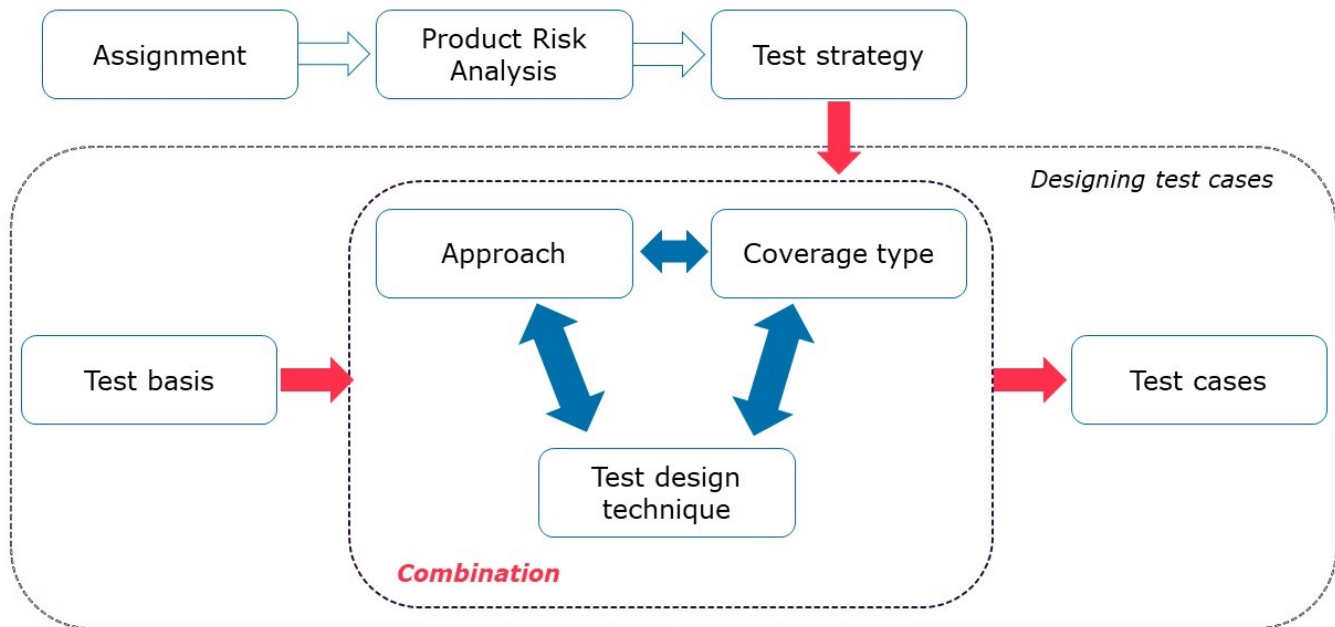 Assignment
Product Risk
Analysis
Test strategy
Designing test cases
Approach
Coverage type
Test basis
Test cases
Test design
technique
Combination